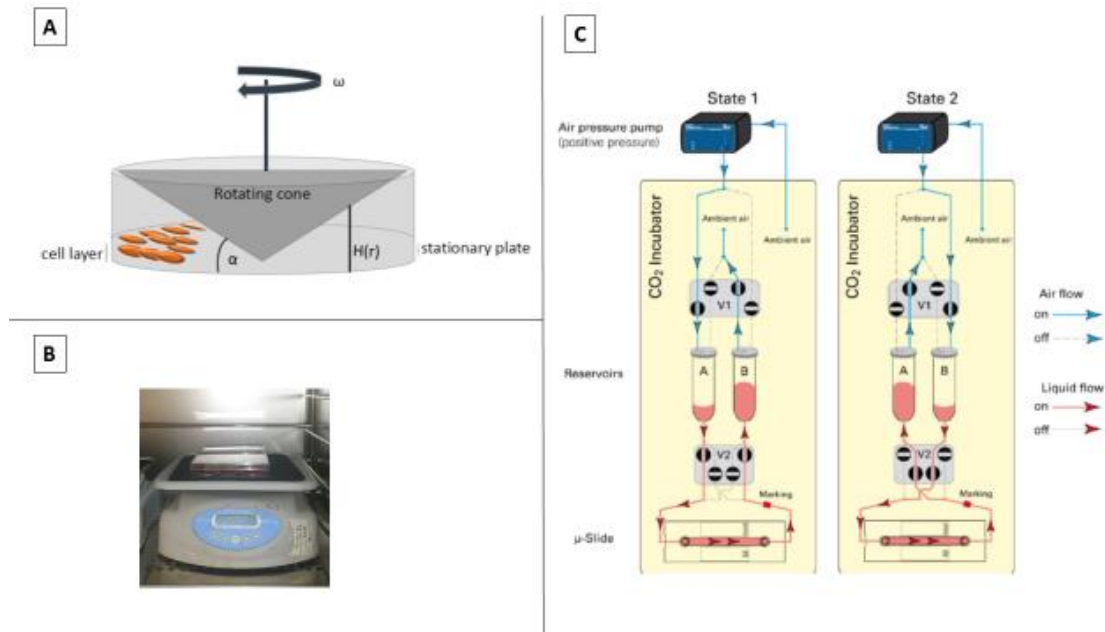 A
ω
Rotating cone
cell layer
α
H(r)
stationary plate
B
C
State 1
State 2
Air pressure pump
(positive pressure)
CO₂ Incubator
Ambient air
Ambient air
V1
A
B
V2
Marking
CO₂ Incubator
Ambient air
Ambient air
V1
A
B
V2
Marking
Reservoirs
µ-Slide
Air flow
on
off
Liquid flow
on
off